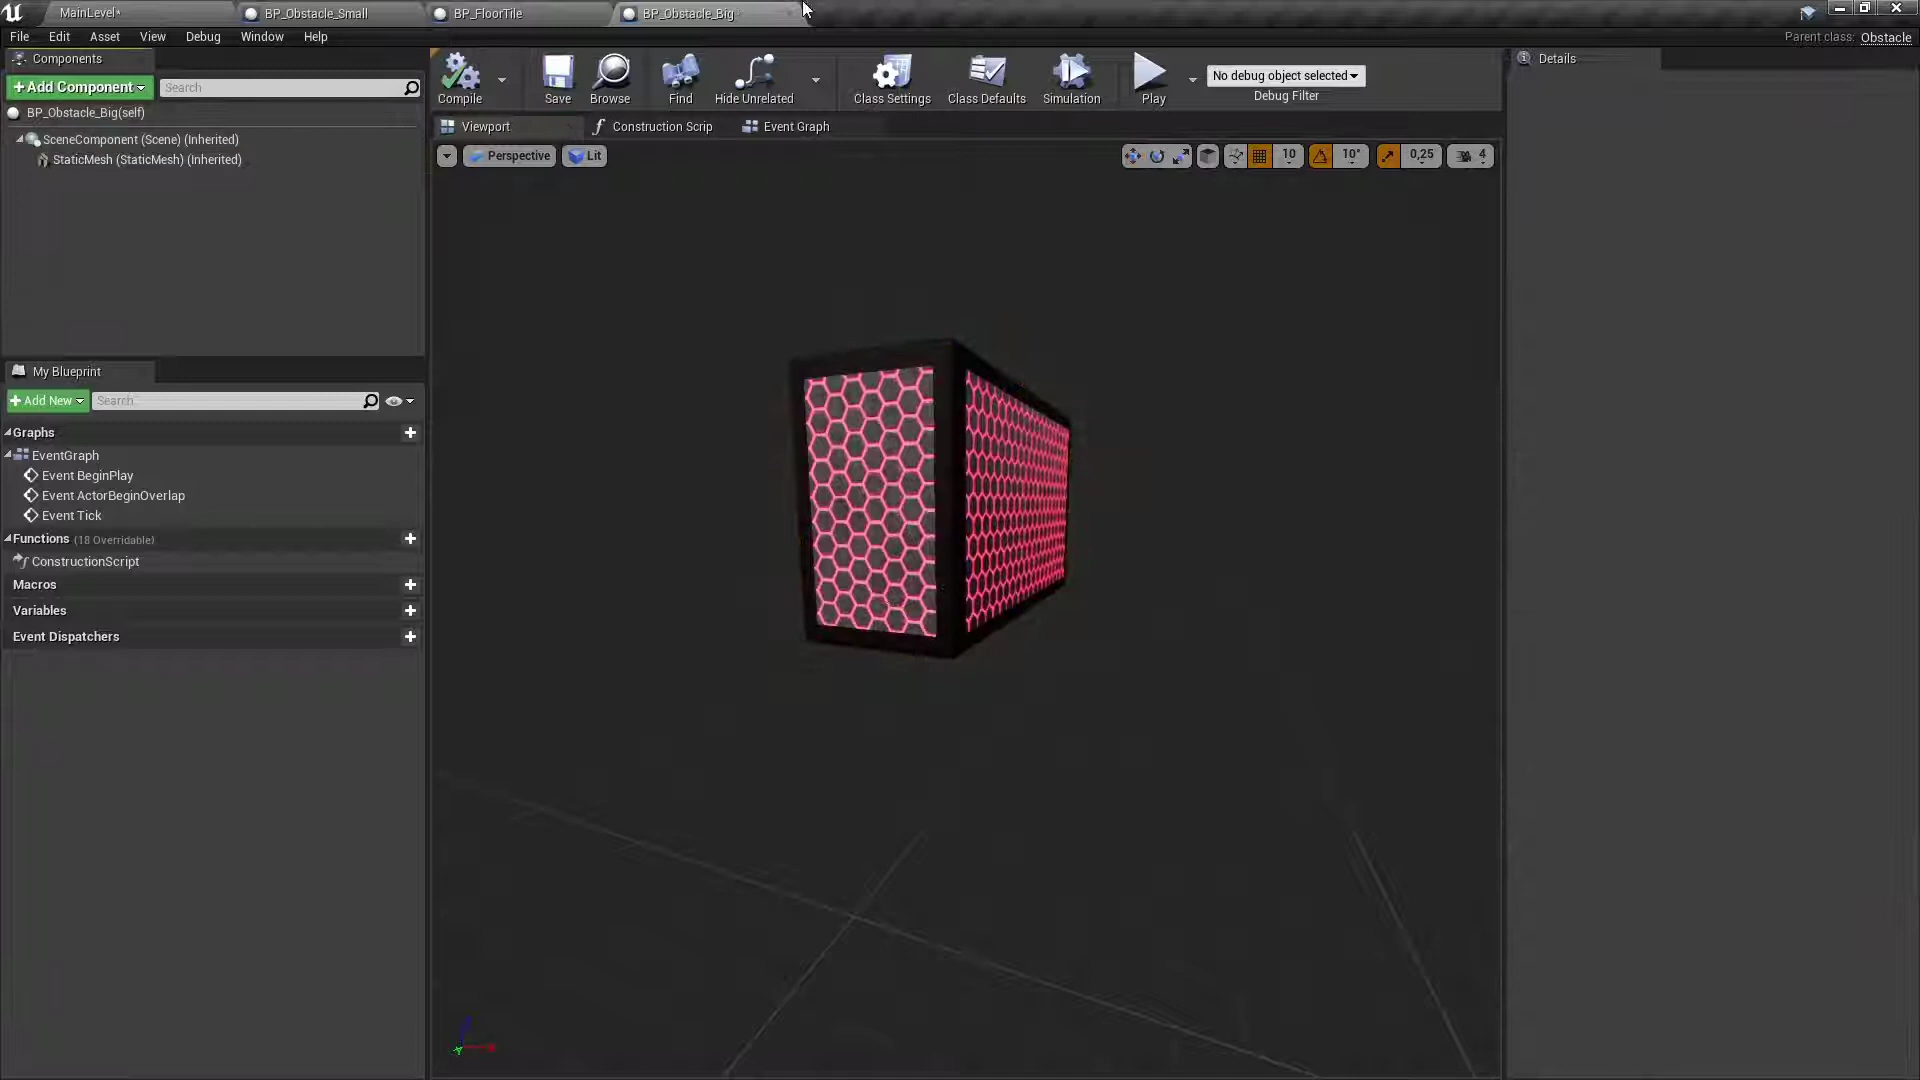 MainLevel*
BP_Obstacle_Small
BP_FloorTile
BP_Obstacle_Big
File Edit Asset View Debug Window Help
Parent class: Obstacle
Components
+Add Component
Search
BP_Obstacle_Big(self)
SceneComponent (Scene) (Inherited)
StaticMesh (StaticMesh) (Inherited)
My Blueprint
+Add New
Search
Graphs
EventGraph
Event BeginPlay
Event ActorBeginOverlap
Event Tick
Functions (18 Overridable)
ConstructionScript
Macros
Variables
Event Dispatchers
Compile
Save
Browse
Find
Hide Unrelated
Class Settings
Class Defaults
Simulation
Play
No debug object selected
Debug Filter
Viewport
Construction Scrip
Event Graph
Perspective
Lit
10
10°
0,25
4
Details